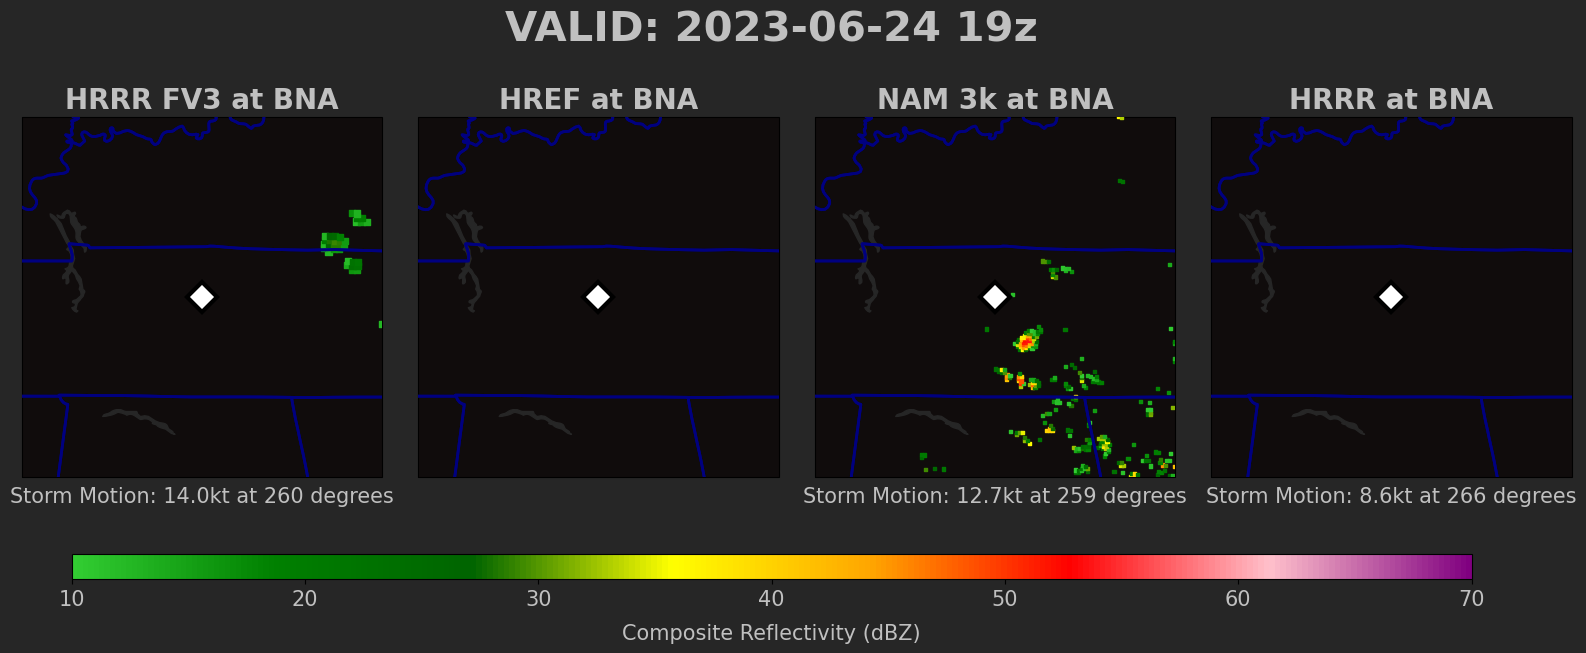 VALID: 2023-06-24 19z
HRRR FV3 at BNA
HREF at BNA
NAM 3k at BNA
HRRR at BNA
Storm Motion: 14.0kt at 260 degrees
Storm Motion: 12.7kt at 259 degrees
Storm Motion: 8.6kt at 266 degrees
10 20 30 40 50 60 70
Composite Reflectivity (dBZ)